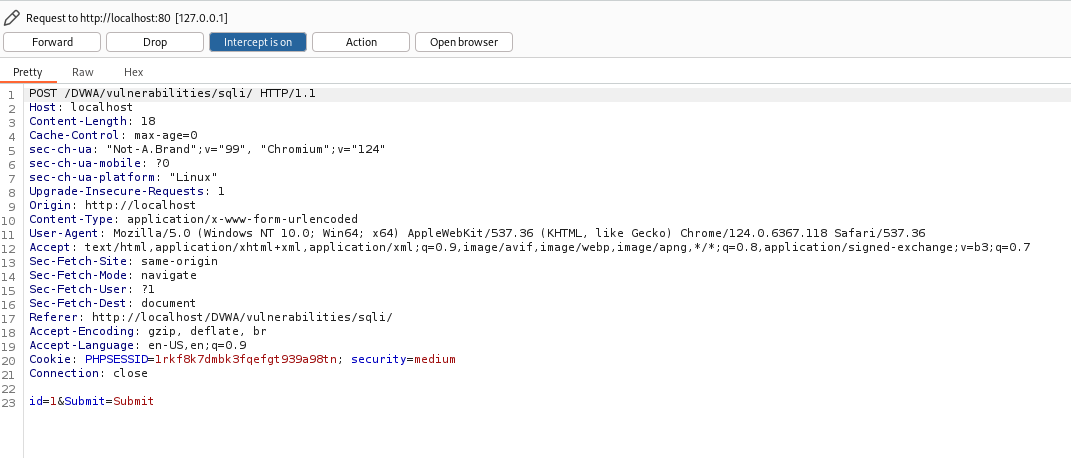 Request to http://localhost:80 [127.0.0.1]
Forward Drop Intercept is on Action Open browser
Pretty Raw Hex
1 POST /DVWA/vulnerabilities/sqli/ HTTP/1.1
2 Host: localhost
3 Content-Length: 18
4 Cache-Control: max-age=0
5 sec-ch-ua: "Not-A.Brand";v="99", "Chromium";v="124"
6 sec-ch-ua-mobile: ?0
7 sec-ch-ua-platform: "Linux"
8 Upgrade-Insecure-Requests: 1
9 Origin: http://localhost
10 Content-Type: application/x-www-form-urlencoded
11 User-Agent: Mozilla/5.0 (Windows NT 10.0; Win64; x64) AppleWebKit/537.36 (KHTML, like Gecko) Chrome/124.0.6367.118 Safari/537.36
12 Accept: text/html,application/xhtml+xml,application/xml;q=0.9,image/avif,image/webp,image/apng,*/*;q=0.8,application/signed-exchange;v=b3;q=0.7
13 Sec-Fetch-Site: same-origin
14 Sec-Fetch-Mode: navigate
15 Sec-Fetch-User: ?1
16 Sec-Fetch-Dest: document
17 Referer: http://localhost/DVWA/vulnerabilities/sqli/
18 Accept-Encoding: gzip, deflate, br
19 Accept-Language: en-US,en;q=0.9
20 Cookie: PHPSESSID=1rkf8k7dmbk3fqefgt939a98tn; security=medium
21 Connection: close
22
23 id=1&Submit=Submit